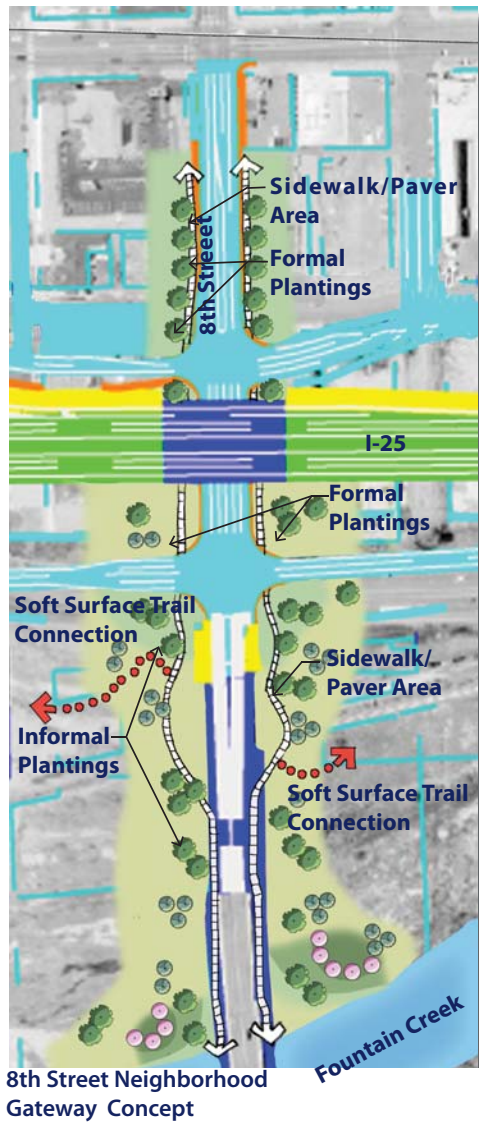 Sidewalk/Paver
Area
8th Streeet
Formal
Plantings
I-25
Formal
Plantings
Soft Surface Trail
Connection
Sidewalk/
Paver Area
Informal
Plantings
Soft Surface Trail
Connection
Fountain Creek
8th Street Neighborhood
Gateway Concept